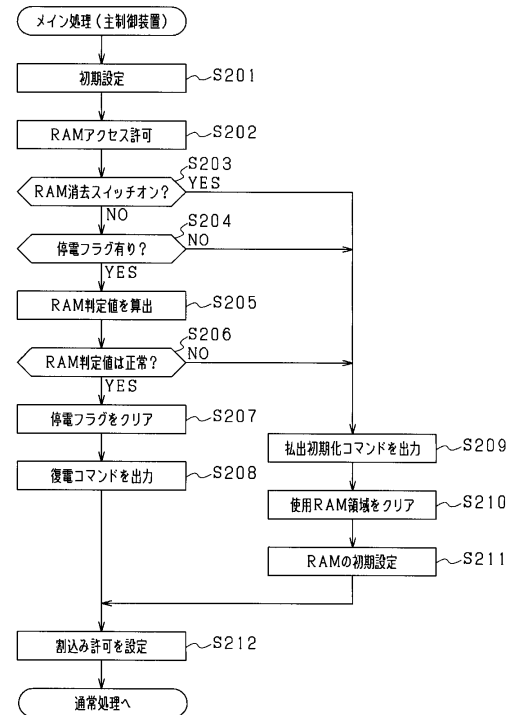 メイン処理(主制御装置)
初期設定
S201
RAMアクセス許可
S202
S203
RAM消去スイッチオン?
YES
NO
S204
停電フラグ有り?
NO
YES
RAM判定値を算出
S205
S206
RAM判定値は正常?
NO
YES
停電フラグをクリア
S207
払出初期化コマンドを出力
S209
復電コマンドを出力
S208
使用RAM領域をクリア
S210
RAMの初期設定
S211
割込み許可を設定
S212
通常処理へ